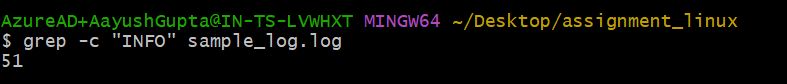 AzureAD+AayushGupta@IN-TS-LVWHXT MINGW64 ~/Desktop/assignment_linux
$ grep -c "INFO" sample_log.log
51